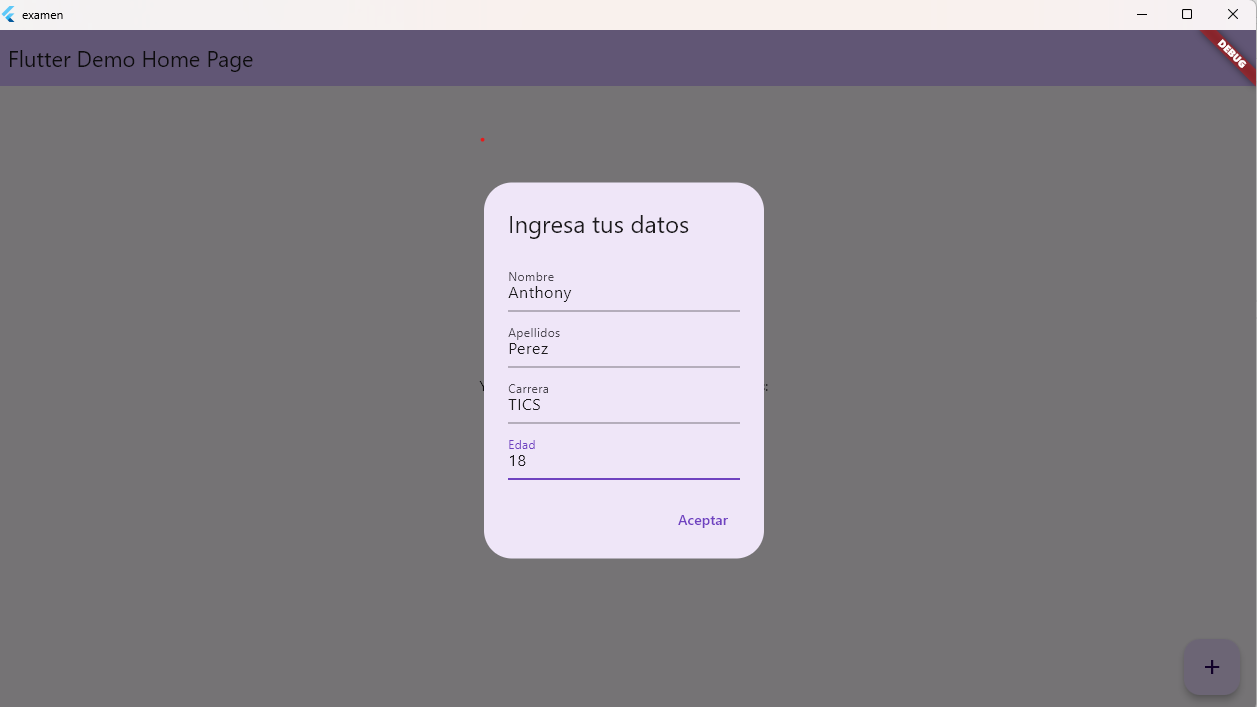 examen
Flutter Demo Home Page
DEBUG
Ingresa tus datos
Nombre
Anthony
Apellidos
Perez
Carrera
TICS
Edad
18
Aceptar
+